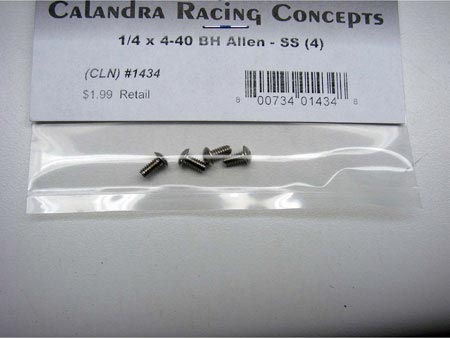 CALANDRA RACING CONCEPTS
1/4 x 4-40 BH Allen - SS (4)
(CLN) #1434
$1.99 Retail
8 00734 01434 8